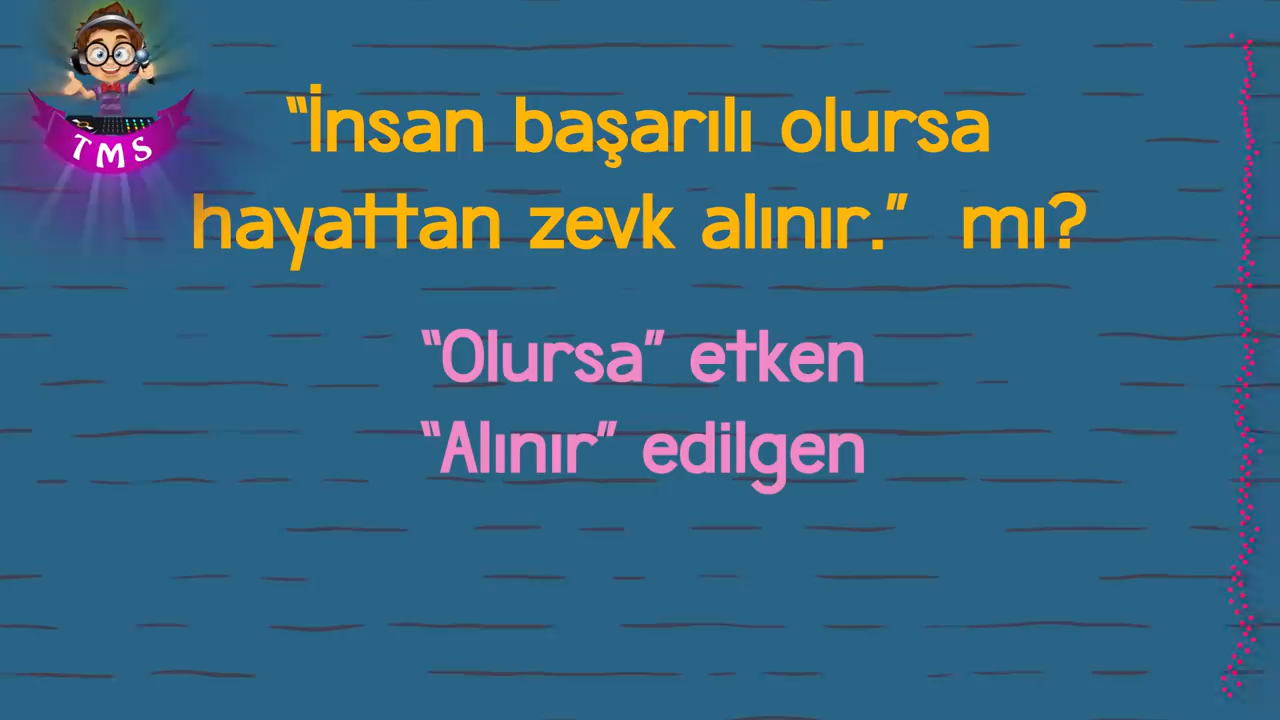 TMS
"İnsan başarılı olursa
hayattan zevk alınır." mı?
"Olursa" etken
"Alınır" edilgen